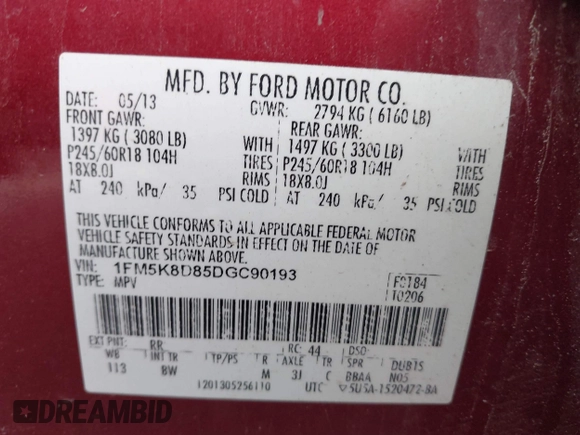 MFD. BY FORD MOTOR CO.
DATE: 05/13
GVWR: 2794 KG ( 6160 LB)
FRONT GAWR:
REAR GAWR:
1397 KG ( 3080 LB) WITH
1497 KG ( 3300 LB) WITH
P245/60R18 104H TIRES
P245/60R18 104H TIRES
18X8.0J RIMS
18X8.0J RIMS
AT 240 kPa/ 35 PSI COLD
AT 240 kPa/ 35 PSI COLD
THIS VEHICLE CONFORMS TO ALL APPLICABLE FEDERAL MOTOR
VEHICLE SAFETY STANDARDS IN EFFECT ON THE DATE OF
MANUFACTURE SHOWN ABOVE.
VIN: 1FM5K8D85DGC90193
TYPE: MPV
F0184
T0206
EXT PNT: RR RC: 44 DSO:
WB INT TR TP/PS R AXLE TR SPR DUB15
113 BW M 3J C BBAA N05
1201305256110 UTC ▽5USA-1520472-BA
DREAMBID